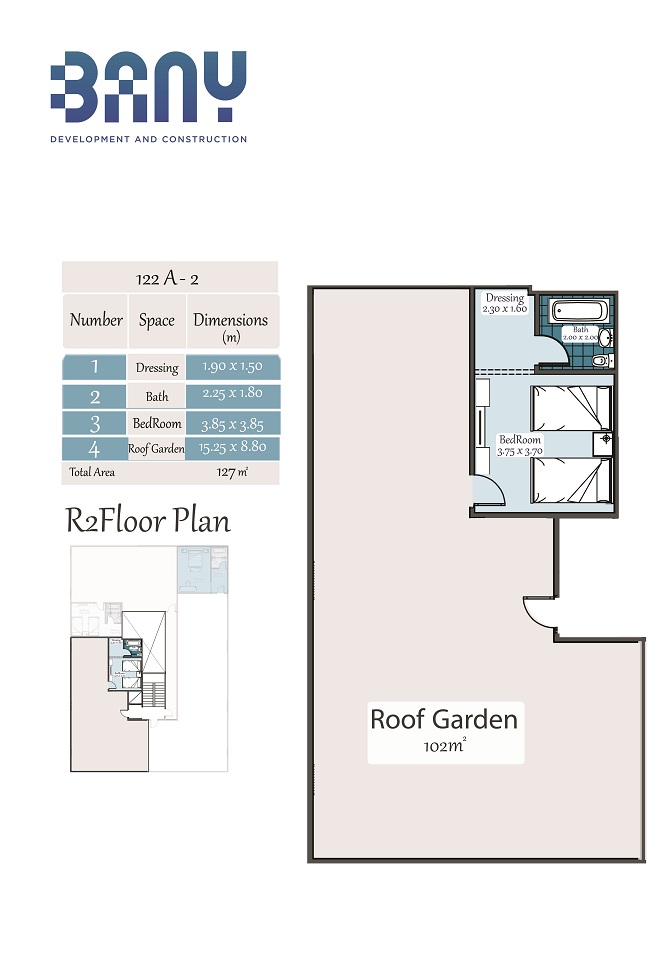 BANY
DEVELOPMENT AND CONSTRUCTION
122 A - 2
Number Space Dimensions (m)
1 Dressing 1.90 x 1.50
2 Bath 2.25 x 1.80
3 BedRoom 3.85 x 3.85
4 Roof Garden 15.25 x 8.80
Total Area 127 m²
R2Floor Plan
Dressing
2.30 x 1.60
Bath
2.00 x 2.00
BedRoom
3.75 x 3.70
Roof Garden
102m²